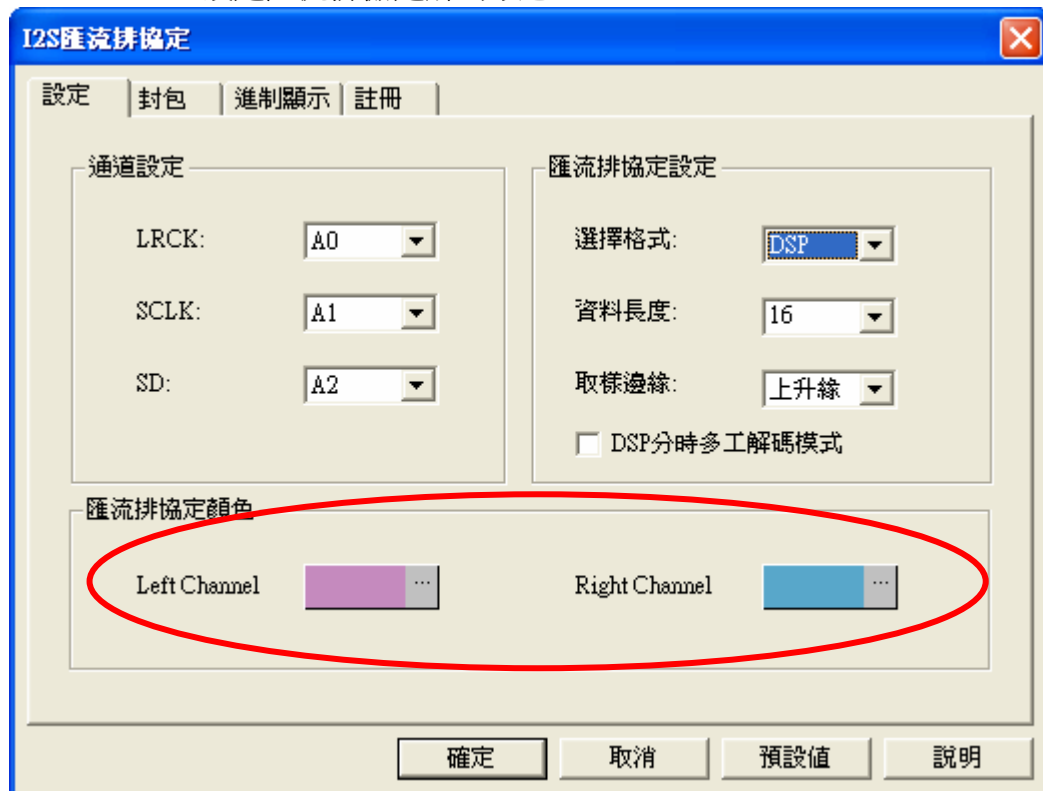 I2S匯流排協定
設定 封包 進制顯示 註冊
通道設定
LRCK: A0
SCLK: A1
SD: A2
匯流排協定設定
選擇格式: DSP
資料長度: 16
取樣邊緣: 上升緣
DSP分時多工解碼模式
匯流排協定顏色
Left Channel ...
Right Channel ...
確定 取消 預設值 說明